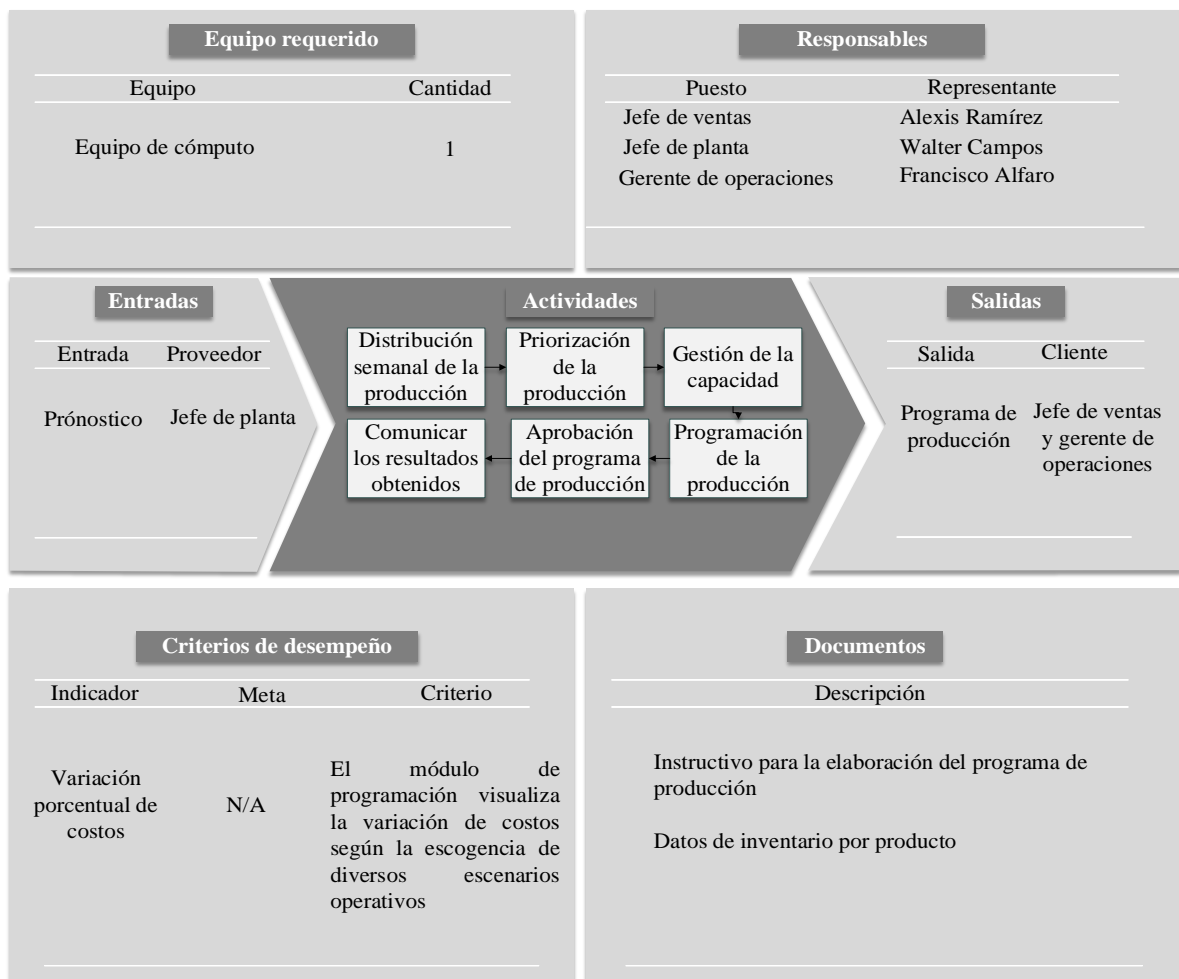 Equipo requerido
Equipo Cantidad
Equipo de cómputo 1
Responsables
Puesto Representante
Jefe de ventas Alexis Ramírez
Jefe de planta Walter Campos
Gerente de operaciones Francisco Alfaro
Entradas
Entrada Proveedor
Prónostico Jefe de planta
Actividades
Distribución
semanal de la
producción
Priorización
de la
producción
Gestión de la
capacidad
Programación
de la
producción
Aprobación
del programa
de producción
Comunicar
los resultados
obtenidos
Salidas
Salida Cliente
Programa de
producción
Jefe de ventas
y gerente de
operaciones
Criterios de desempeño
Indicador Meta Criterio
Variación
porcentual de
costos
N/A
El módulo de
programación visualiza
la variación de costos
según la escogencia de
diversos escenarios
operativos
Documentos
Descripción
Instructivo para la elaboración del programa de
producción
Datos de inventario por producto